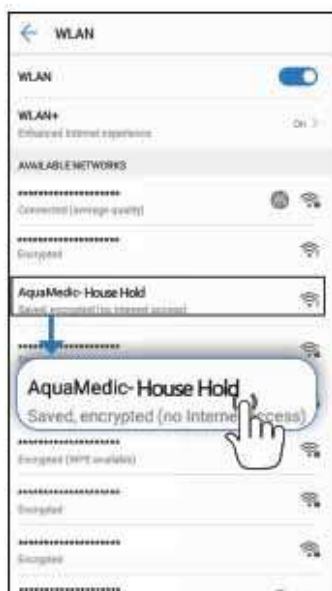 WLAN
WLAN
WLAN+
Enhanced Internet experience
On >
AVAILABLE NETWORKS
********************
Connected (average quality)
********************
Encrypted
AquaMedic- House Hold
Saved, encrypted (no Internet access)
********************
AquaMedic- House Hold
Saved, encrypted (no Internet access)
Encrypted (WPS available)
********************
Encrypted
********************
Encrypted
********************